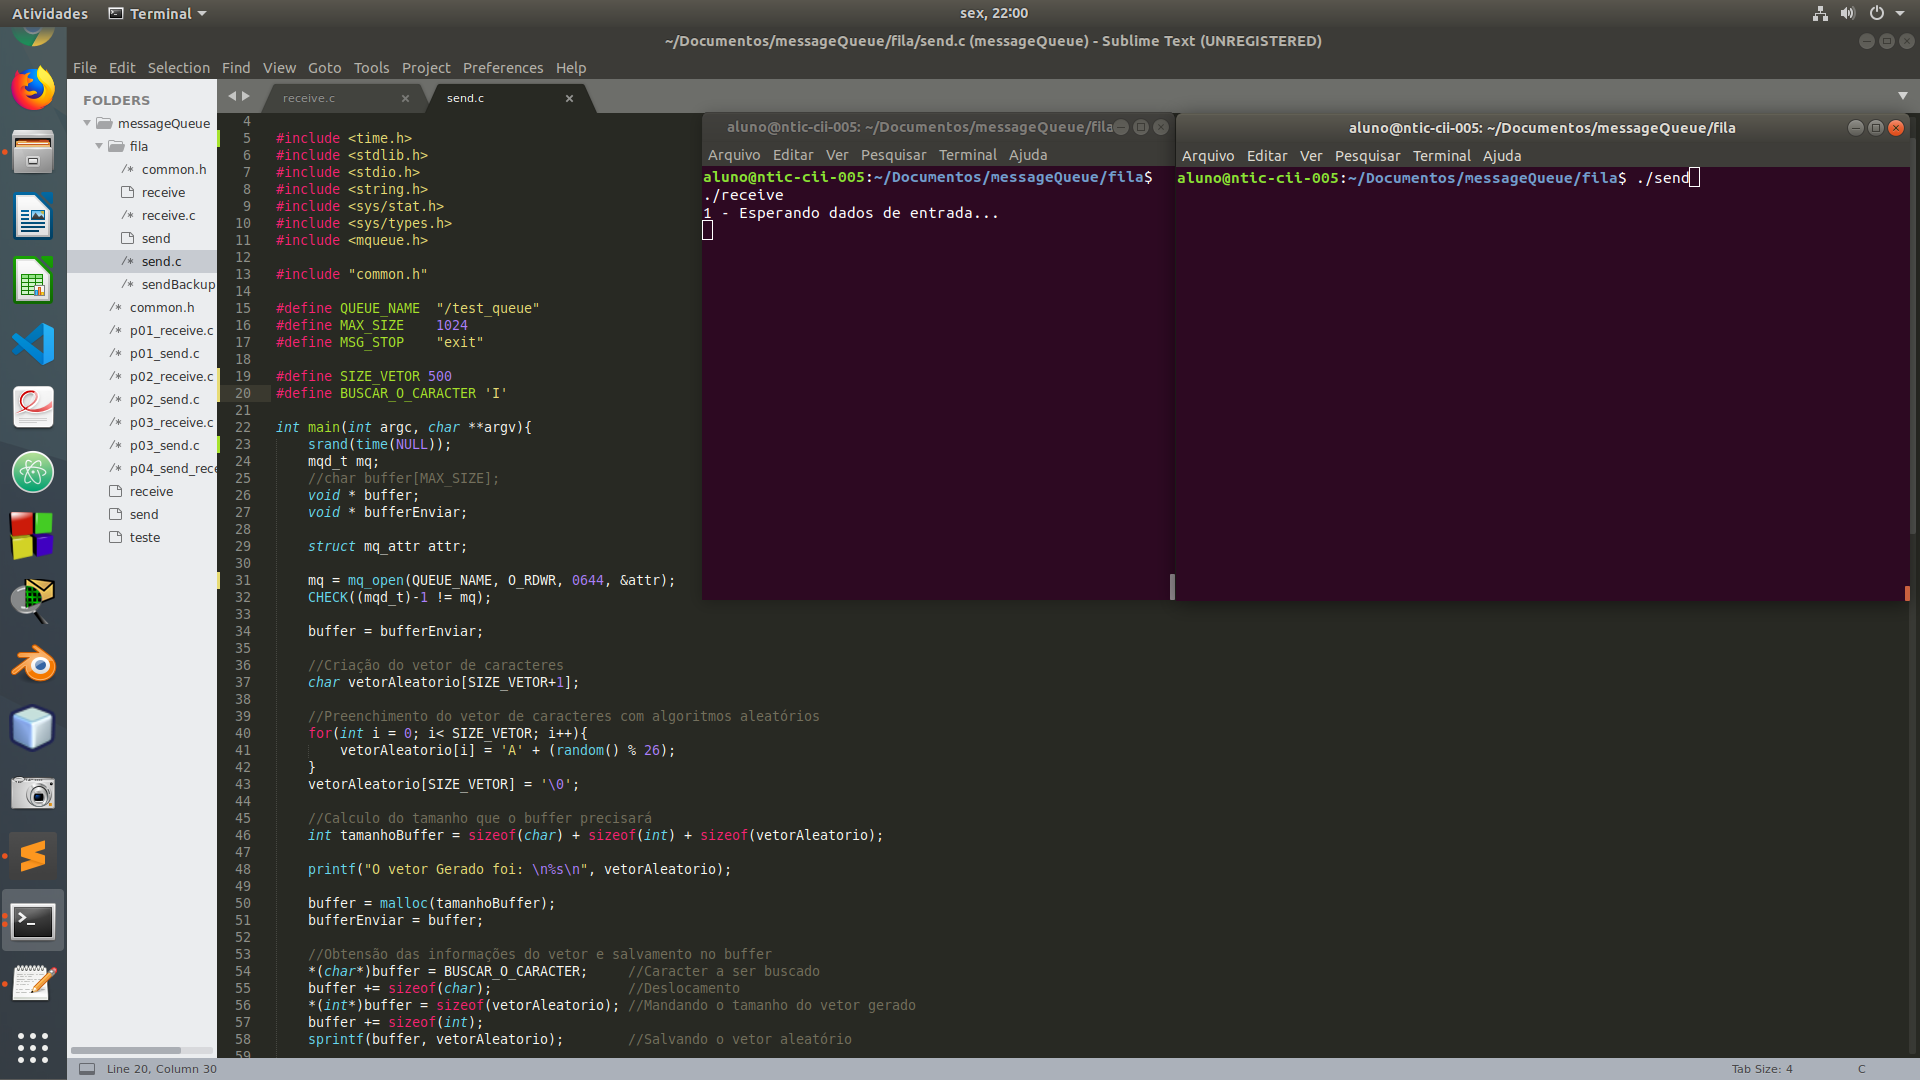 Atividades
Terminal
sex, 22:00
~/Documentos/messageQueue/fila/send.c (messageQueue) - Sublime Text (UNREGISTERED)
File Edit Selection Find View Goto Tools Project Preferences Help
FOLDERS
messageQueue
fila
/* common.h
receive
/* receive.c
send
/* send.c
/* sendBackup
/* common.h
/* p01_receive.c
/* p01_send.c
/* p02_receive.c
/* p02_send.c
/* p03_receive.c
/* p03_send.c
/* p04_send_rece
receive
send
teste
receive.c
send.c
4
5 #include <time.h>
6 #include <stdlib.h>
7 #include <stdio.h>
8 #include <string.h>
9 #include <sys/stat.h>
10 #include <sys/types.h>
11 #include <mqueue.h>
12
13 #include "common.h"
14
15 #define QUEUE_NAME "/test_queue"
16 #define MAX_SIZE 1024
17 #define MSG_STOP "exit"
18
19 #define SIZE_VETOR 500
20 #define BUSCAR_O_CARACTER 'I'
21
22 int main(int argc, char **argv){
23 srand(time(NULL));
24 mqd_t mq;
25 //char buffer[MAX_SIZE];
26 void * buffer;
27 void * bufferEnviar;
28
29 struct mq_attr attr;
30
31 mq = mq_open(QUEUE_NAME, O_RDWR, 0644, &attr);
32 CHECK((mqd_t)-1 != mq);
33
34 buffer = bufferEnviar;
35
36 //Criação do vetor de caracteres
37 char vetorAleatorio[SIZE_VETOR+1];
38
39 //Preenchimento do vetor de caracteres com algoritmos aleatórios
40 for(int i = 0; i< SIZE_VETOR; i++){
41 vetorAleatorio[i] = 'A' + (random() % 26);
42 }
43 vetorAleatorio[SIZE_VETOR] = '\0';
44
45 //Calculo do tamanho que o buffer precisará
46 int tamanhoBuffer = sizeof(char) + sizeof(int) + sizeof(vetorAleatorio);
47
48 printf("O vetor Gerado foi: \n%s\n", vetorAleatorio);
49
50 buffer = malloc(tamanhoBuffer);
51 bufferEnviar = buffer;
52
53 //Obtensão das informações do vetor e salvamento no buffer
54 *(char*)buffer = BUSCAR_O_CARACTER; //Caracter a ser buscado
55 buffer += sizeof(char); //Deslocamento
56 *(int*)buffer = sizeof(vetorAleatorio); //Mandando o tamanho do vetor gerado
57 buffer += sizeof(int);
58 sprintf(buffer, vetorAleatorio); //Salvando o vetor aleatório
59
aluno@ntic-cii-005: ~/Documentos/messageQueue/fila
Arquivo Editar Ver Pesquisar Terminal Ajuda
aluno@ntic-cii-005:~/Documentos/messageQueue/fila$
./receive
1 - Esperando dados de entrada...
aluno@ntic-cii-005: ~/Documentos/messageQueue/fila
Arquivo Editar Ver Pesquisar Terminal Ajuda
aluno@ntic-cii-005:~/Documentos/messageQueue/fila$ ./send
Line 20, Column 30
Tab Size: 4
C